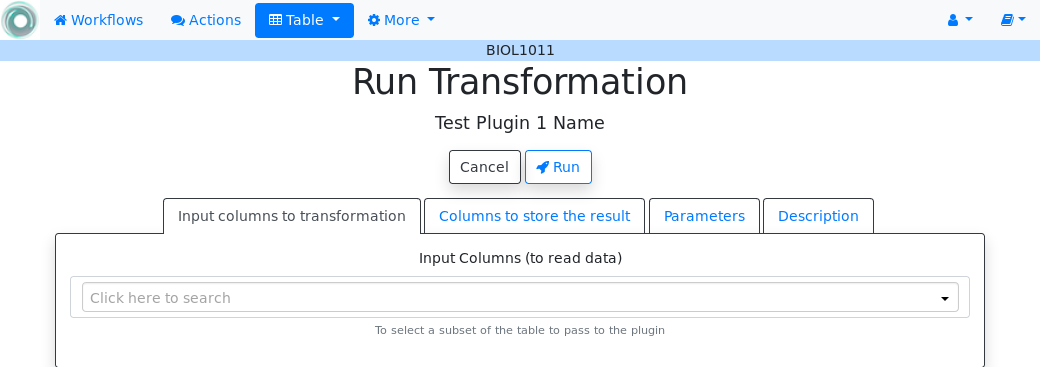 Workflows Actions Table More
BIOL1011
Run Transformation
Test Plugin 1 Name
Cancel Run
Input columns to transformation Columns to store the result Parameters Description
Input Columns (to read data)
Click here to search
To select a subset of the table to pass to the plugin